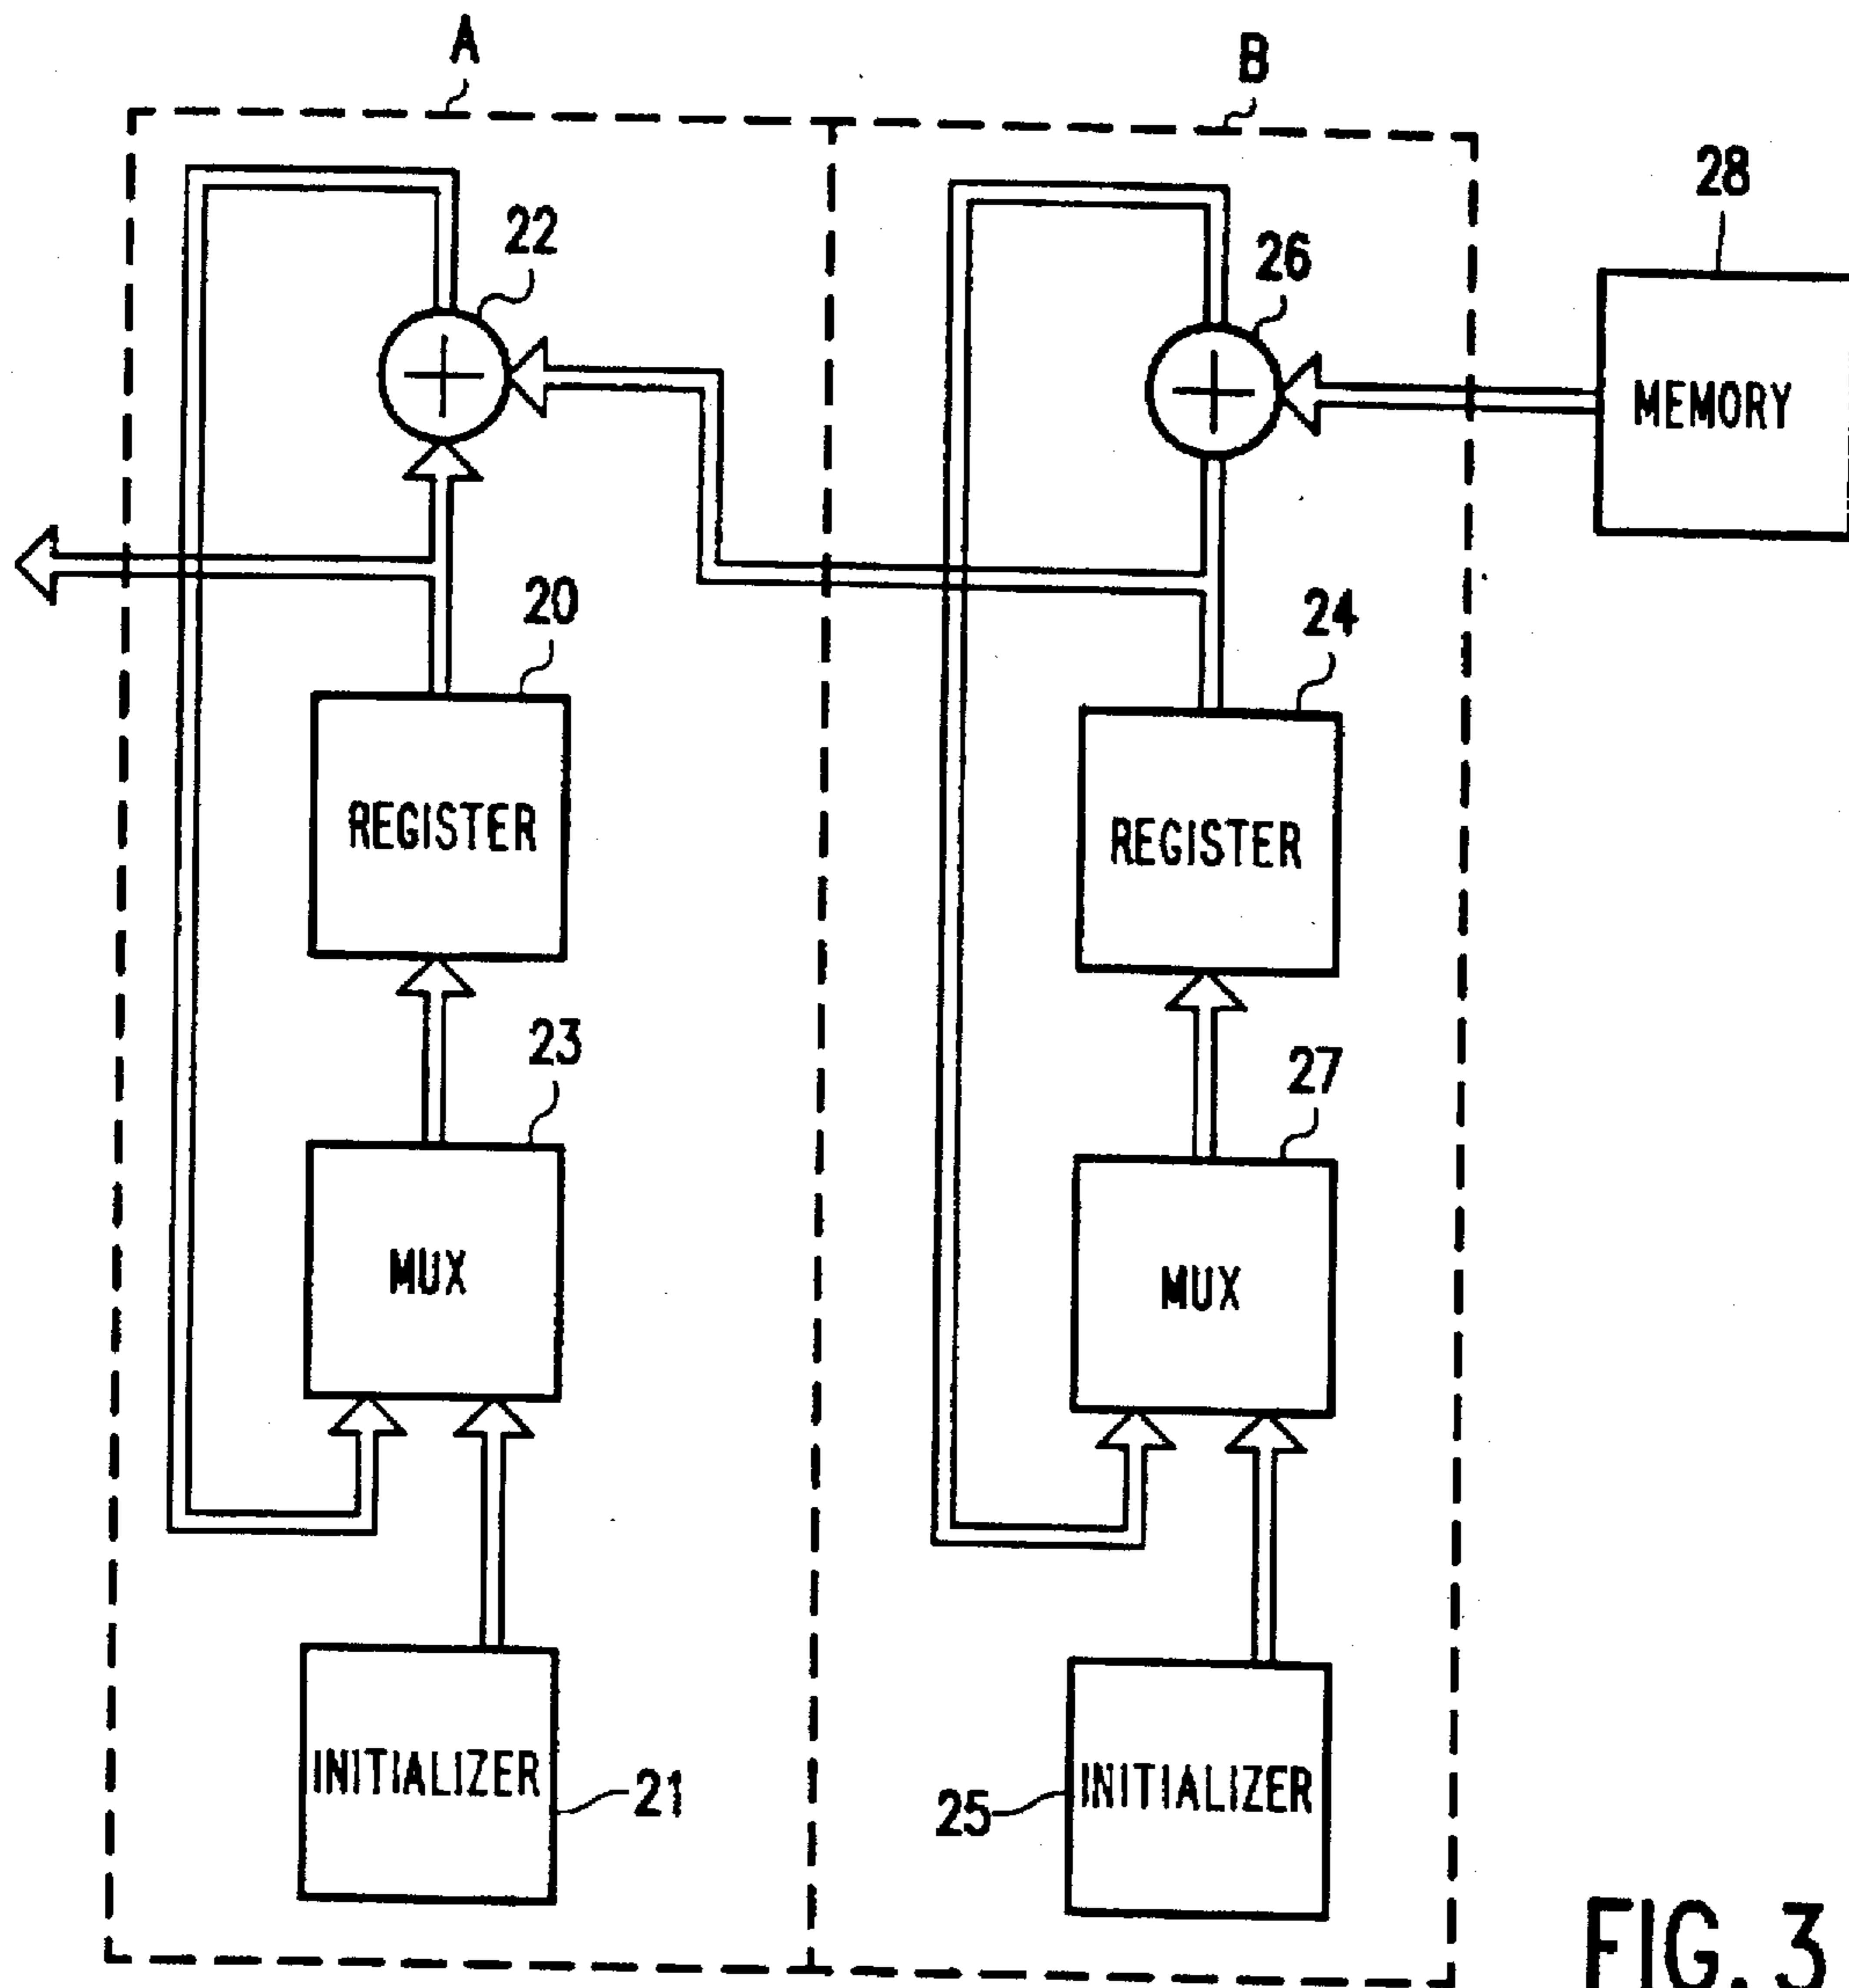 A
B
28
22
26
MEMORY
20
24
REGISTER
REGISTER
23
27
MUX
MUX
INITIALIZER
21
25
INITIALIZER
FIG. 3